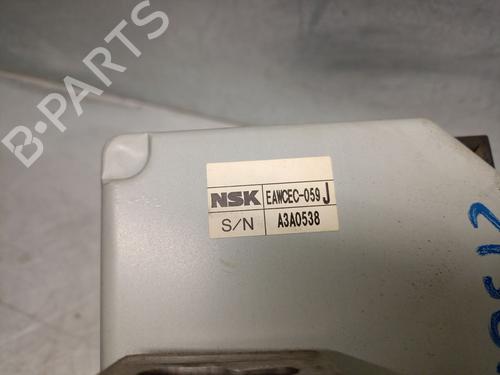 B-PARTS
NSK EAWCEC-059 J
S/N A3A0538